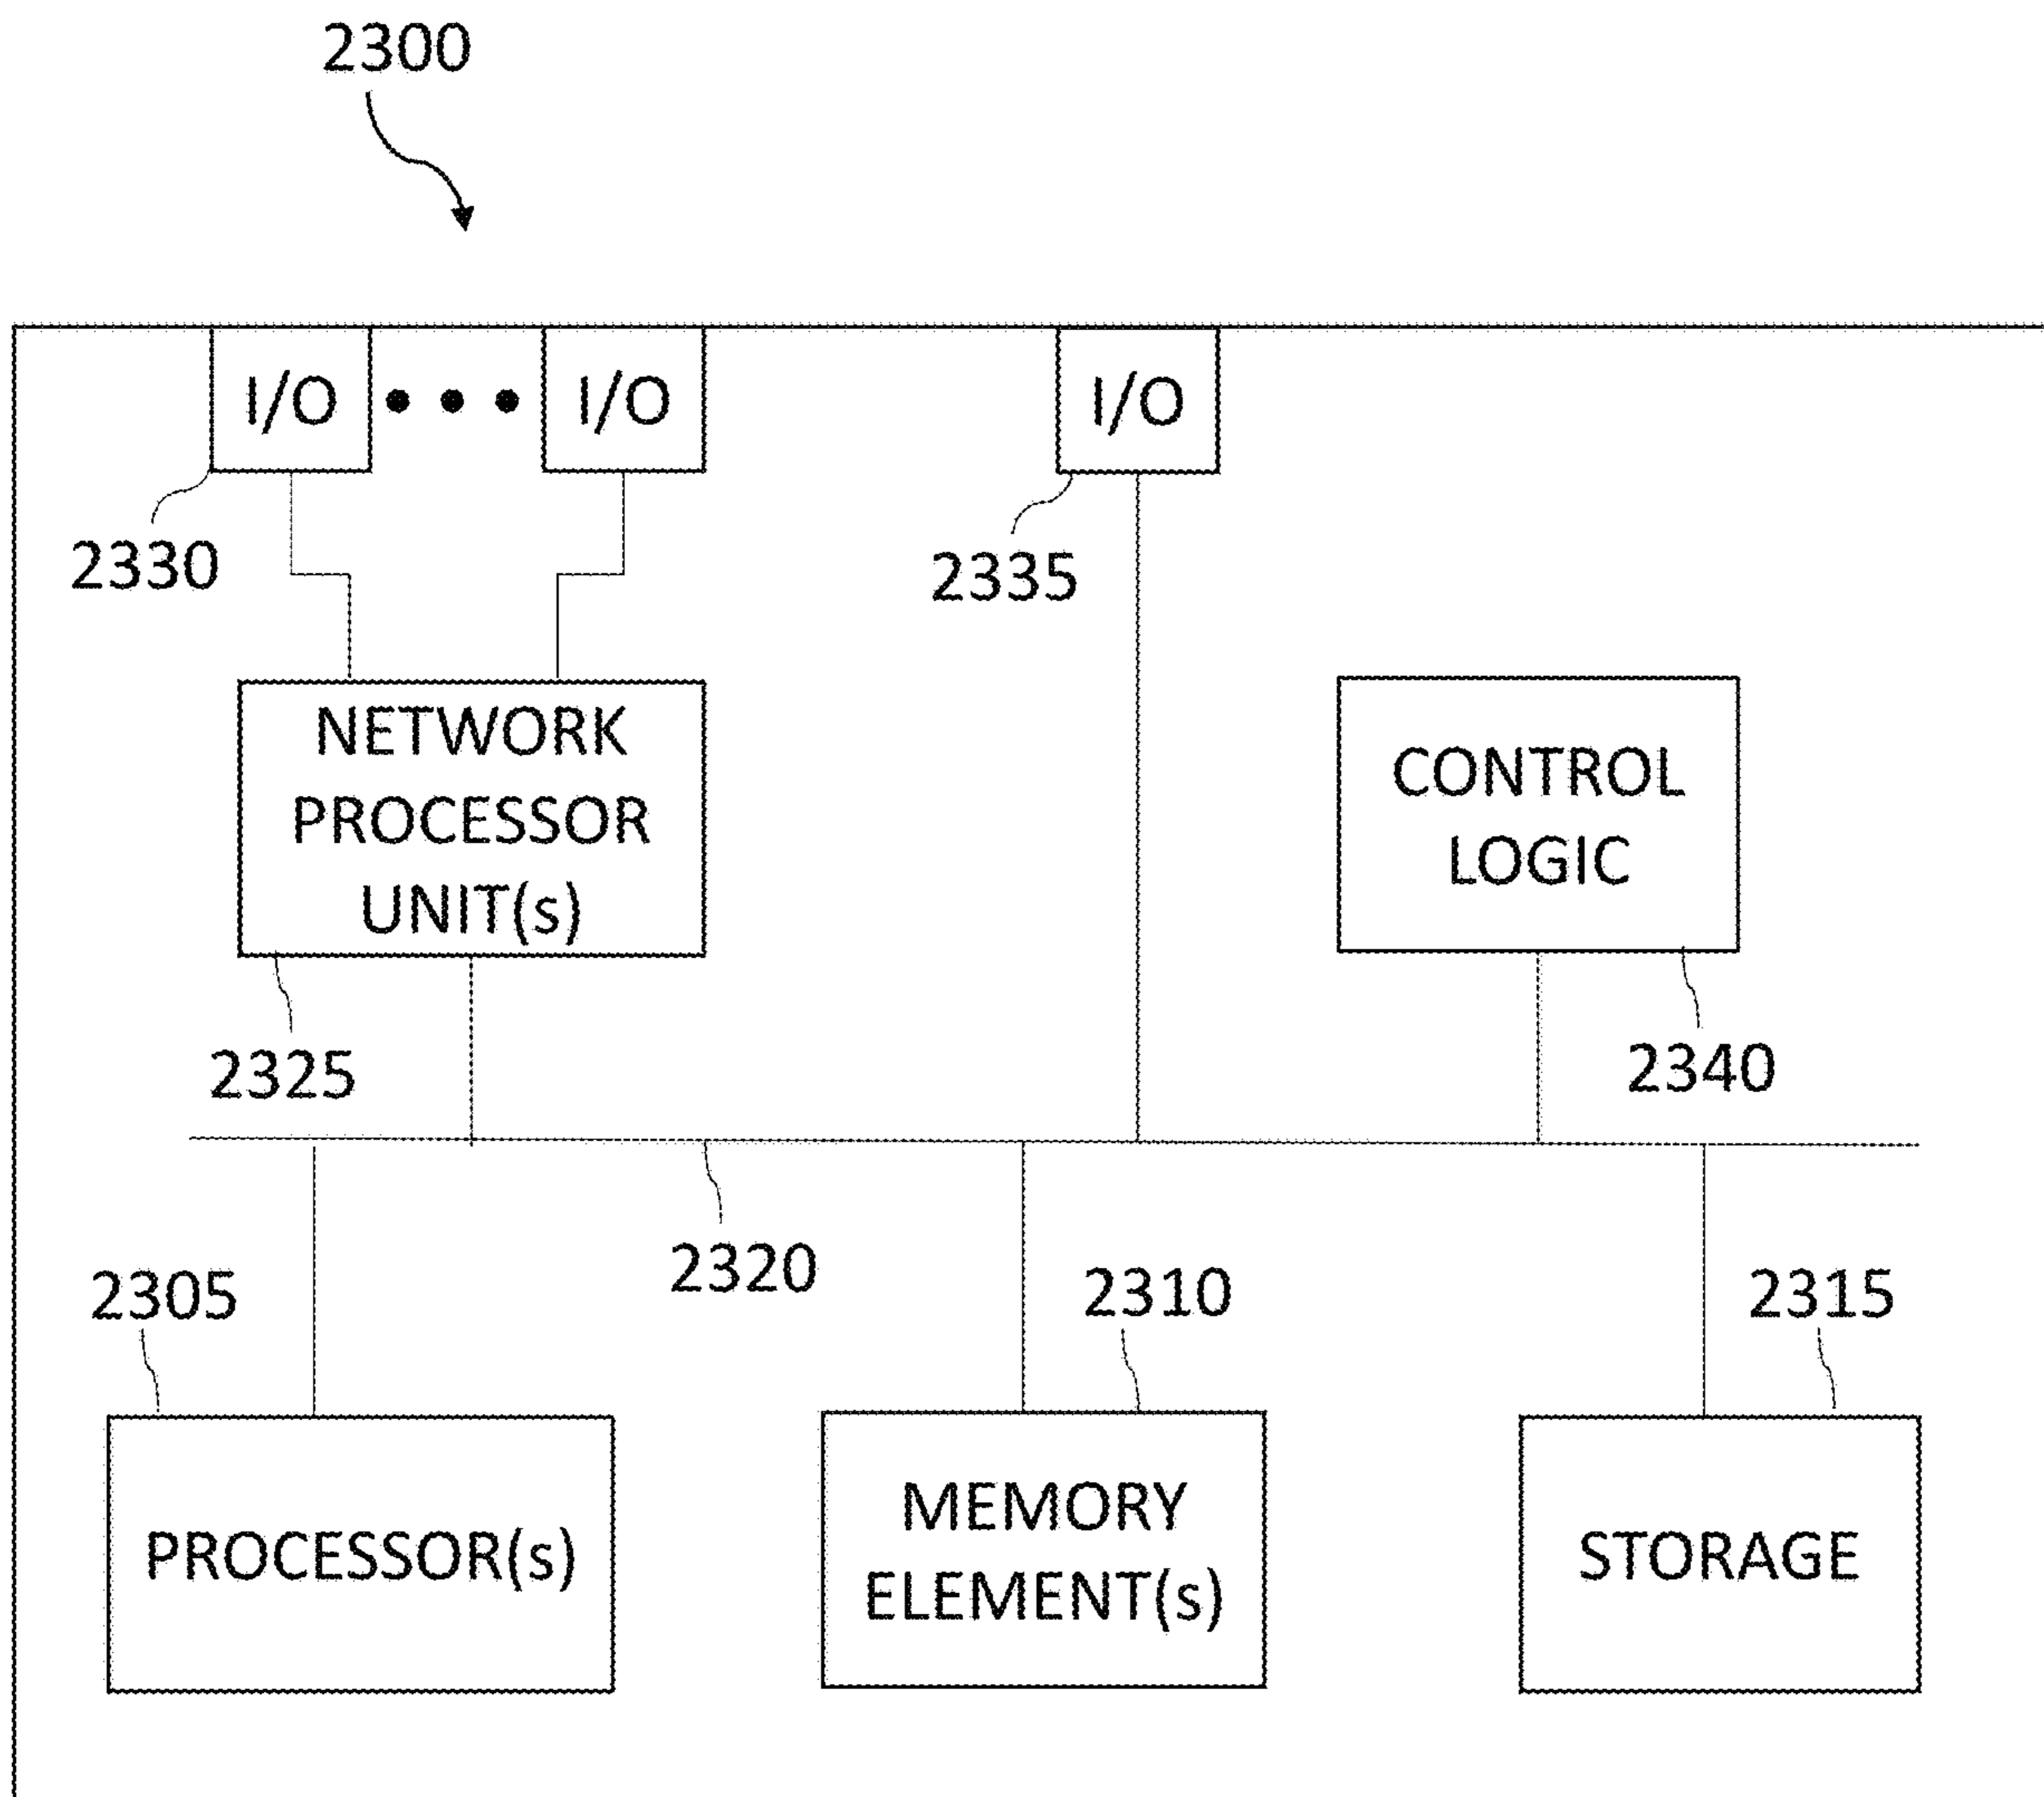 2300
I/O
I/O
I/O
2330
2335
NETWORK
PROCESSOR
UNIT(s)
CONTROL
LOGIC
2325
2340
2320
2305
2310
2315
PROCESSOR(s)
MEMORY
ELEMENT(s)
STORAGE